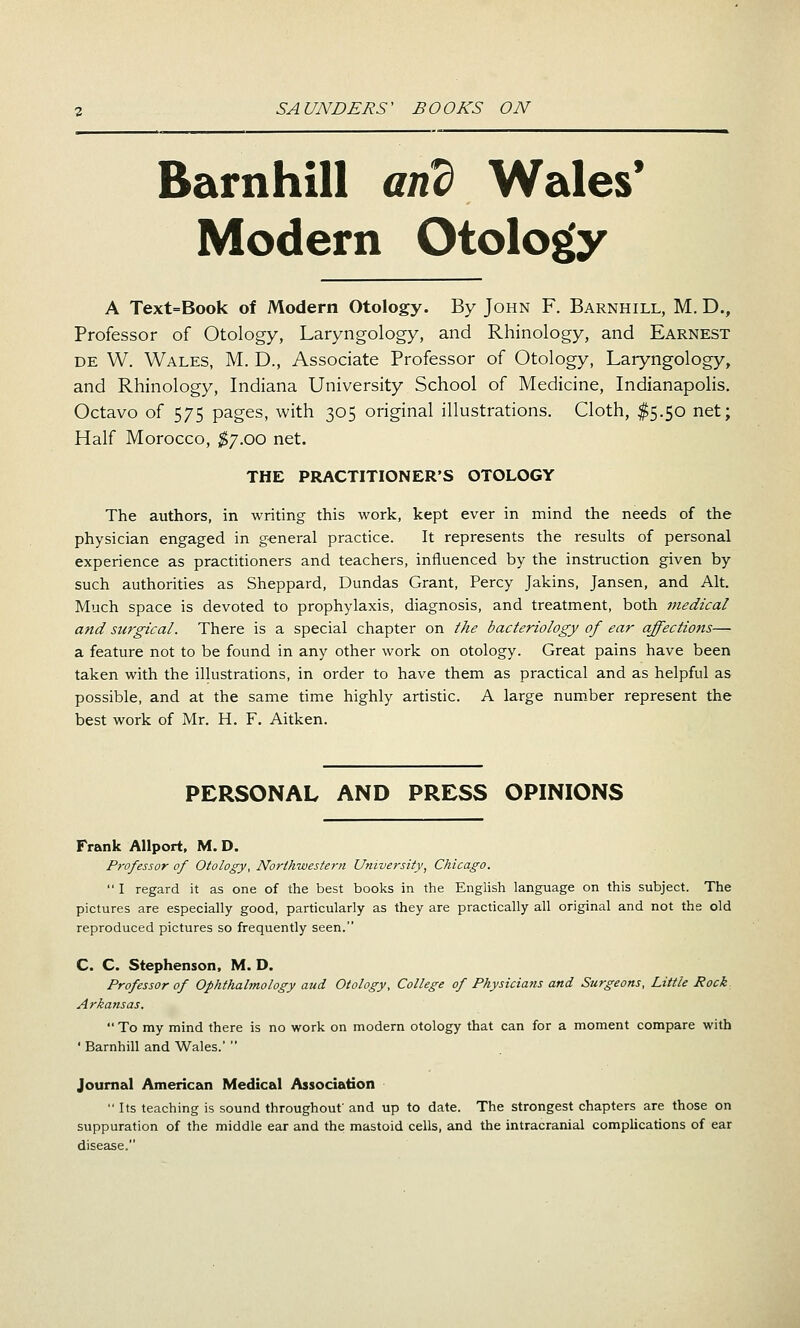 2 SAUNDERS' BOOKS ON
Barnhill and Wales'
Modern Otology
A Text=Book of Modern Otology. By John F. Barnhill, M. D.,
Professor of Otology, Laryngology, and Rhinology, and Earnest
de W. Wales, M. D., Associate Professor of Otology, Laryngology,
and Rhinology, Indiana University School of Medicine, Indianapolis.
Octavo of 575 pages, with 305 original illustrations. Cloth, $5.50 net;
Half Morocco, $7.00 net.
THE PRACTITIONER'S OTOLOGY
The authors, in writing this work, kept ever in mind the needs of the
physician engaged in general practice. It represents the results of personal
experience as practitioners and teachers, influenced by the instruction given by
such authorities as Sheppard, Dundas Grant, Percy Jakins, Jansen, and Alt.
Much space is devoted to prophylaxis, diagnosis, and treatment, both medical
and surgical. There is a special chapter on the bacteriology of ear affections—
a feature not to be found in any other work on otology. Great pains have been
taken with the illustrations, in order to have them as practical and as helpful as
possible, and at the same time highly artistic. A large number represent the
best work of Mr. H. F. Aitken.
PERSONAL AND PRESS OPINIONS
Frank Allport, M. D.
Professor of Otology, Northwestern University, Chicago.
"I regard it as one of the best books in the English language on this subject. The
pictures are especially good, particularly as they are practically all original and not the old
reproduced pictures so frequently seen."
C. C. Stephenson, M. D.
Professor of Ophthalmology aud Otology, College of Physicians and Surgeons, Little Rock.
Arkansas.
"To my mind there is no work on modern otology that can for a moment compare with
'Barnhill and Wales.'"
Journal American Medical Association
"Its teaching is sound throughout' and up to date. The strongest chapters are those on
suppuration of the middle ear and the mastoid cells, and the intracranial complications of ear
disease."